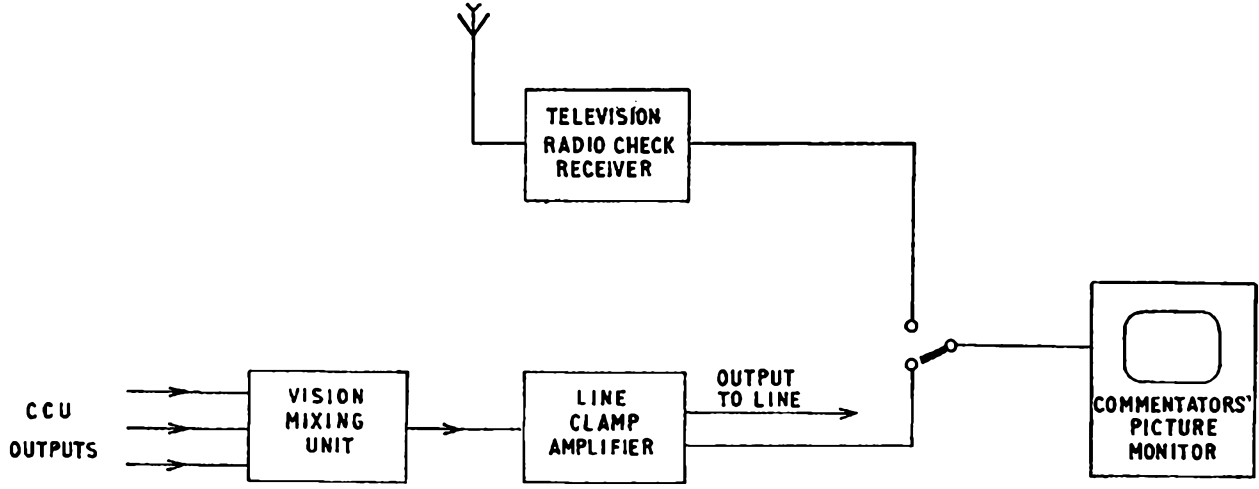 TELEVISION
RADIO CHECK
RECEIVER
CCU
OUTPUTS
VISION
MIXING
UNIT
LINE
CLAMP
AMPLIFIER
OUTPUT
TO LINE
COMMENTATORS'
PICTURE
MONITOR